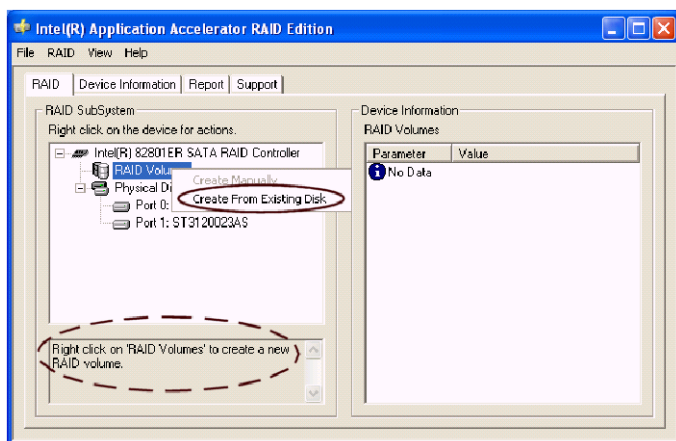 Intel(R) Application Accelerator RAID Edition
File RAID View Help
RAID Device Information Report Support
RAID SubSystem
Right click on the device for actions.
Intel(R) 82801ER SATA RAID Controller
RAID Volu
Physical Di
Port 0:
Port 1: ST3120023AS
Create Manually
Create From Existing Disk
Right click on 'RAID Volumes' to create a new
RAID volume.
Device Information
RAID Volumes
Parameter Value
No Data